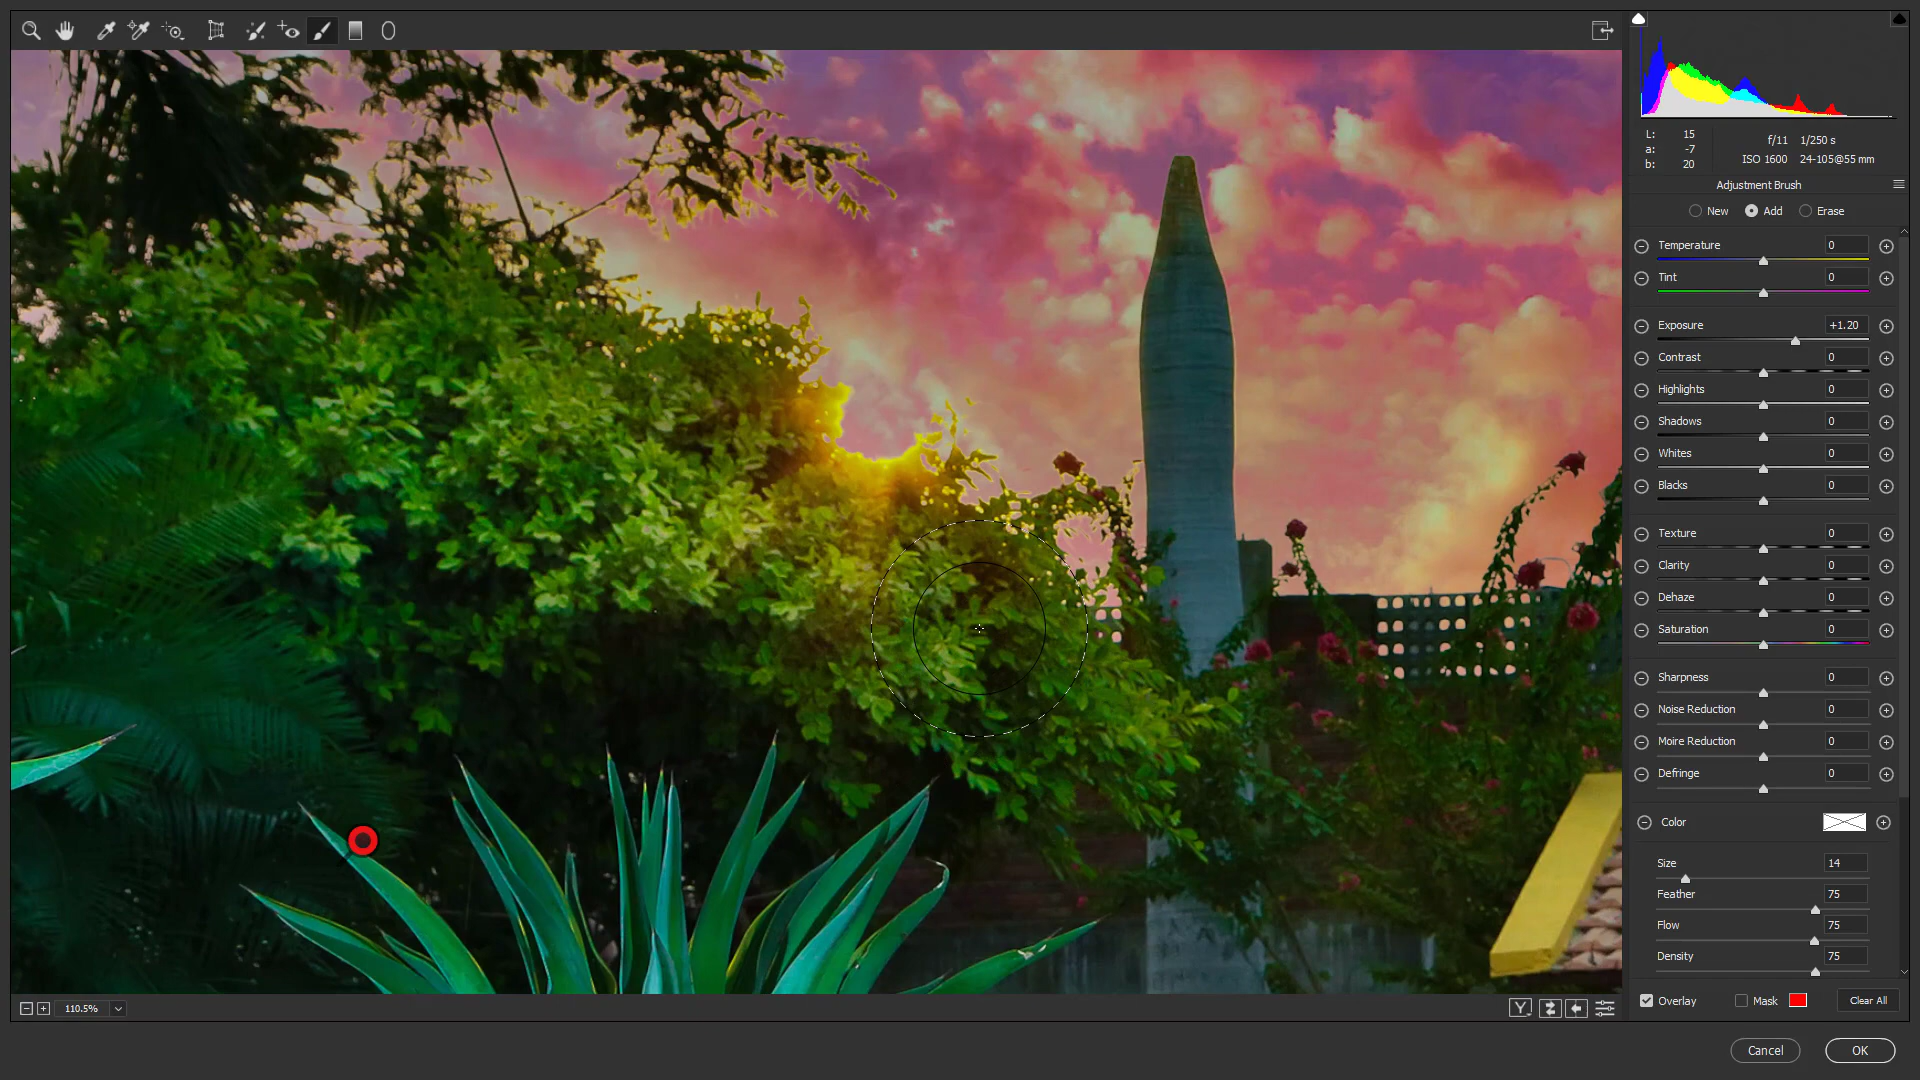 L: 15
a: -7
b: 20
f/11 1/250 s
ISO 1600 24-105@55 mm
Adjustment Brush
New Add Erase
Temperature 0
Tint 0
Exposure +1.20
Contrast 0
Highlights 0
Shadows 0
Whites 0
Blacks 0
Texture 0
Clarity 0
Dehaze 0
Saturation 0
Sharpness 0
Noise Reduction 0
Moire Reduction 0
Defringe 0
Color
Size 14
Feather 75
Flow 75
Density 75
110.5% Y
Overlay Mask Clear All
Cancel OK